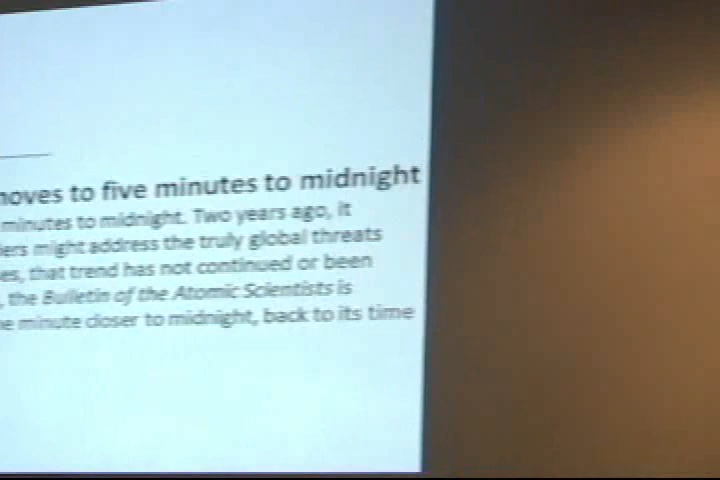 moves to five minutes to midnight
minutes to midnight. Two years ago, it
ders might address the truly global threats
es, that trend has not continued or been
, the Bulletin of the Atomic Scientists is
e minute closer to midnight, back to its time